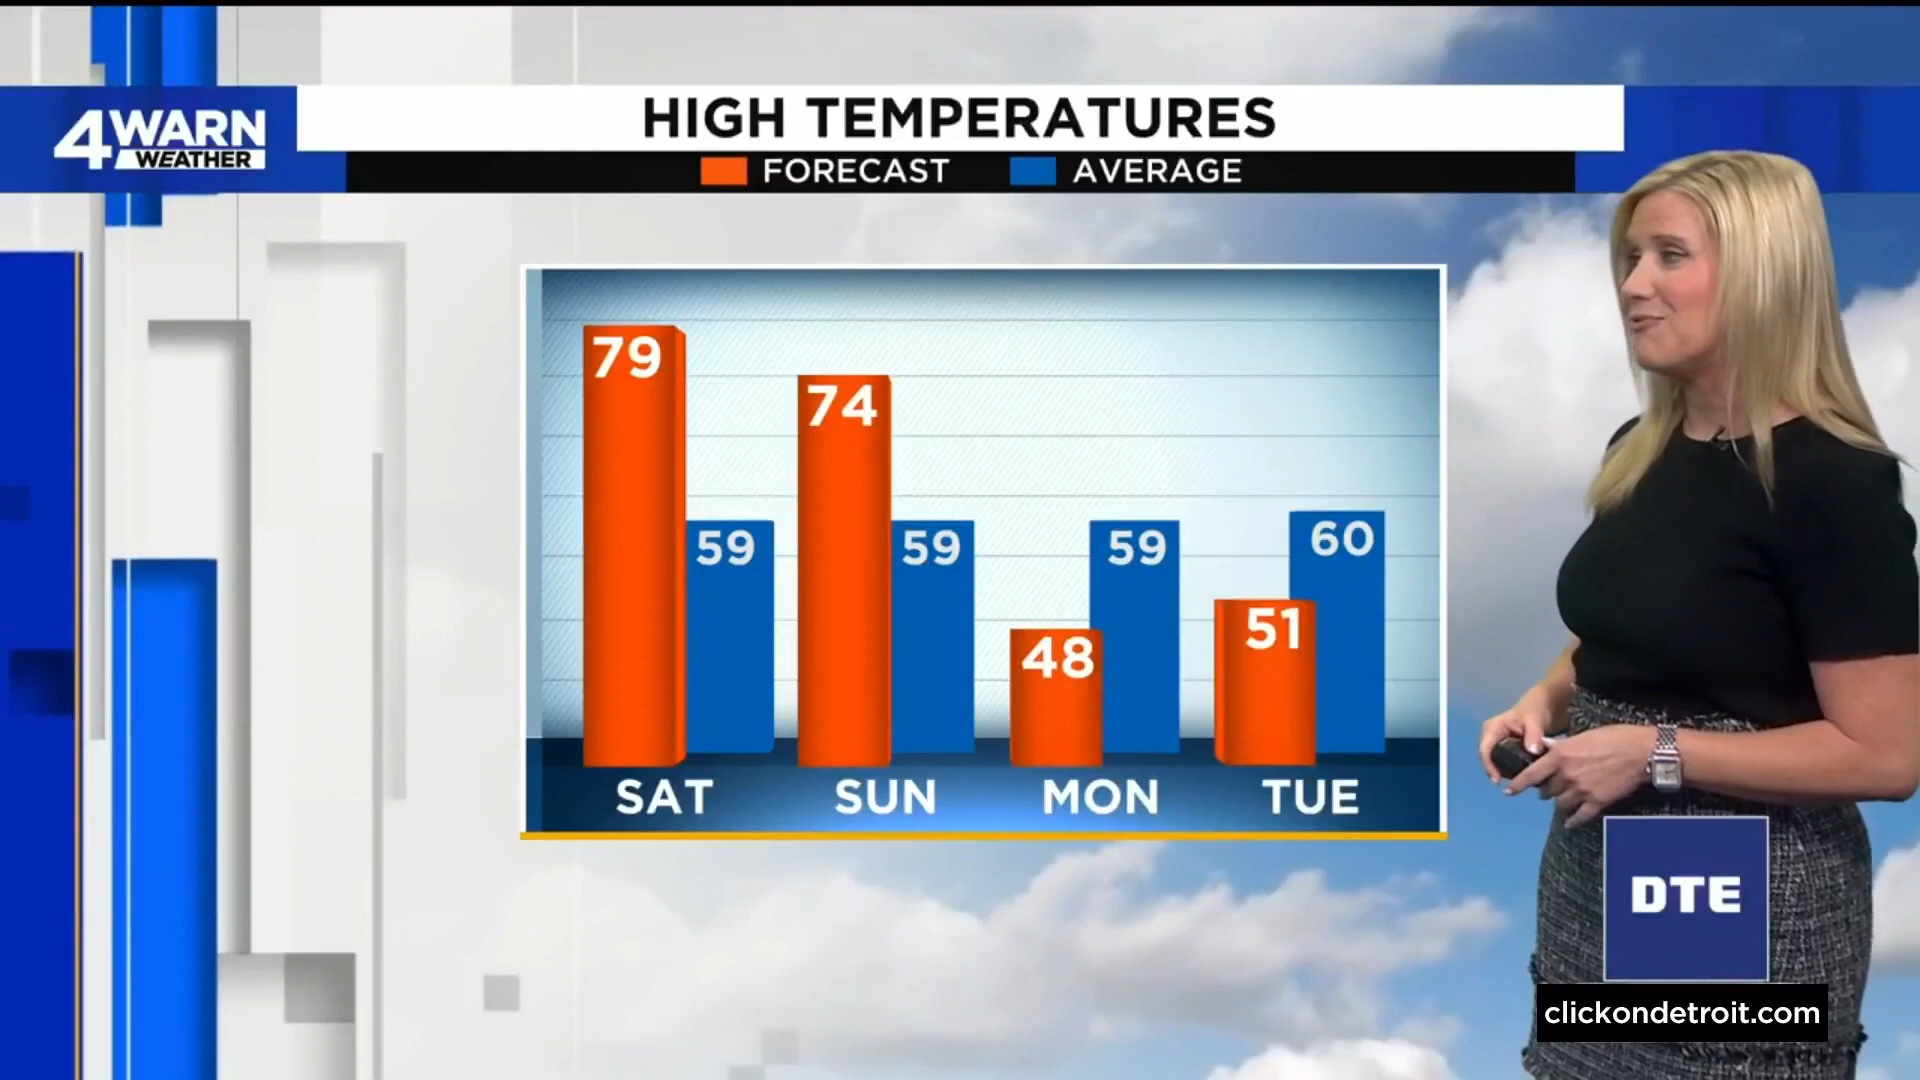 HIGH TEMPERATURES
4WARN
WEATHER
FORECAST AVERAGE
79
74
59
59
59
60
48
51
SAT SUN MON TUE
DTE
clickondetroit.com